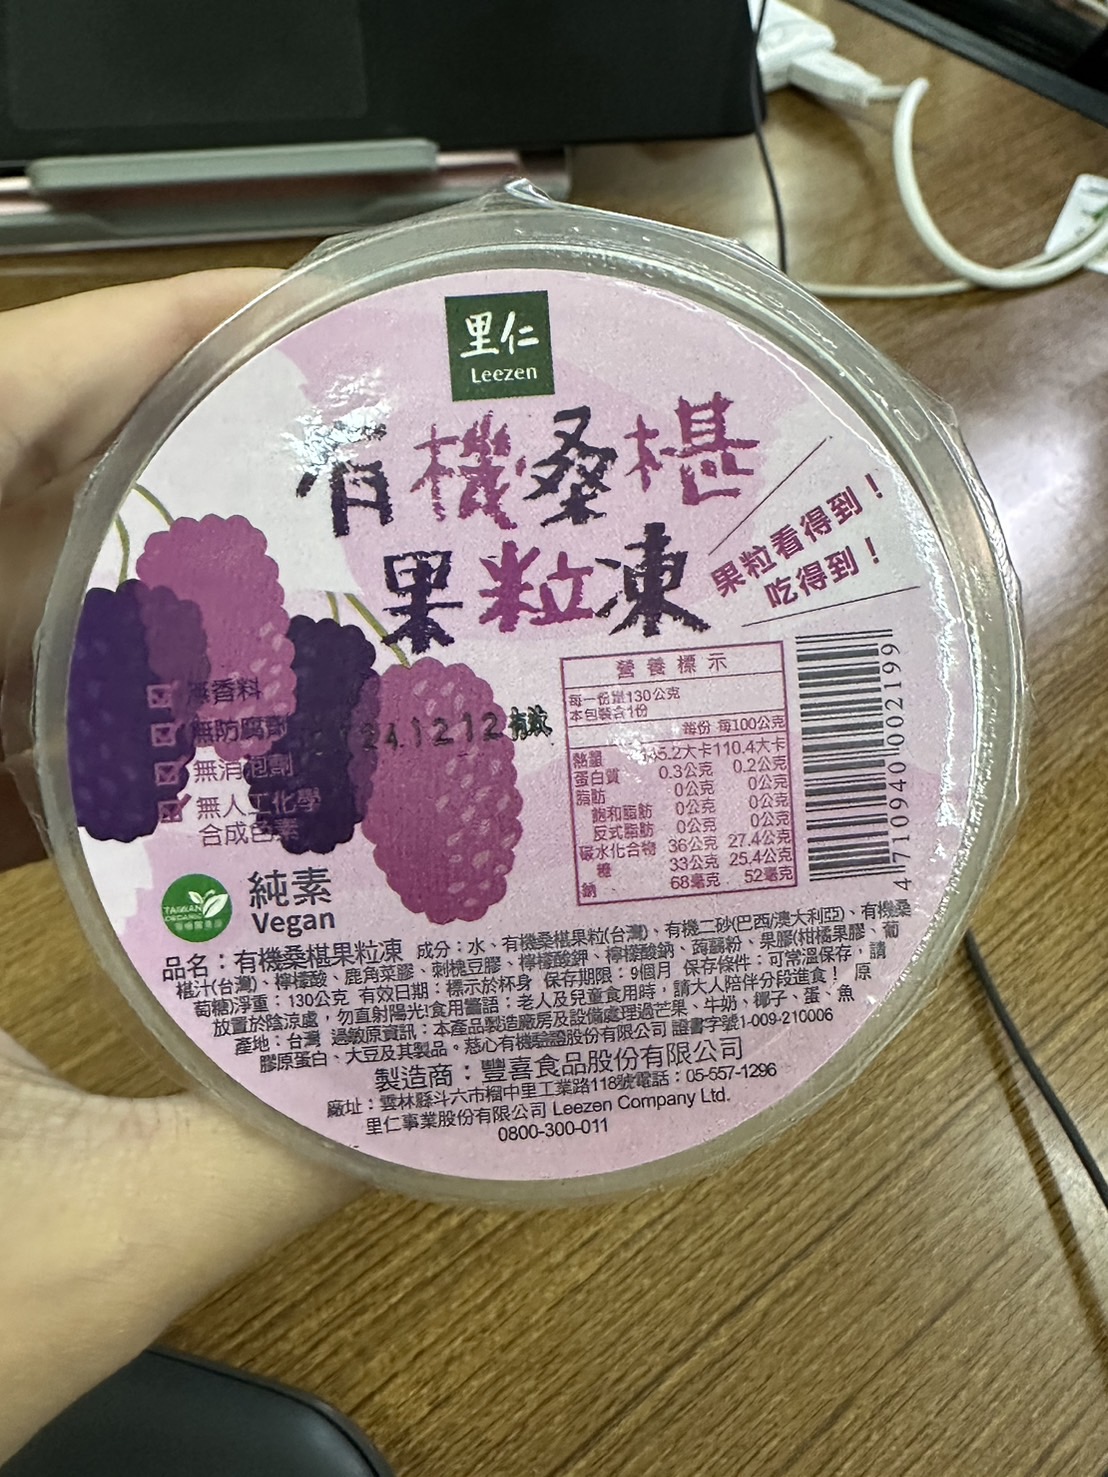 里仁
Leezen
有機桑椹
果粒凍
果粒看得到！
吃得到！
無香料
無防腐劑
無消泡劑
無人工化學
合成色素
24.12.12有效
營養標示
每一份量130公克
本包裝含1份
每份 每100公克
熱量 5.2大卡 110.4大卡
蛋白質 0.3公克 0.2公克
脂肪 0公克 0公克
飽和脂肪 0公克 0公克
反式脂肪 0公克 0公克
碳水化合物 36公克 27.4公克
糖 33公克 25.4公克
鈉 68毫克 52毫克
4710940002199
TAIWAN
ORGANIC
純素
Vegan
品名：有機桑椹果粒凍 成分：水、有機桑椹果粒(台灣)、有機二砂(巴西/澳大利亞)、有機桑
椹汁(台灣)、檸檬酸、鹿角菜膠、刺槐豆膠、檸檬酸鉀、檸檬酸鈉、蒟蒻粉、果膠(柑橘果膠、葡
萄糖)淨重：130公克 有效日期：標示於杯身 保存期限：9個月 保存條件：可常溫保存，請
放置於陰涼處，勿直射陽光!食用警語：老人及兒童食用時，請大人陪伴分段進食！ 原
產地：台灣 過敏原資訊：本產品製造廠房及設備處理過芒果、牛奶、椰子、蛋、魚
膠原蛋白、大豆及其製品。慈心有機驗證股份有限公司 證書字號1-009-210006
製造商：豐喜食品股份有限公司
廠址：雲林縣斗六市榴中里工業路118號電話：05-557-1296
里仁事業股份有限公司 Leezen Company Ltd.
0800-300-011